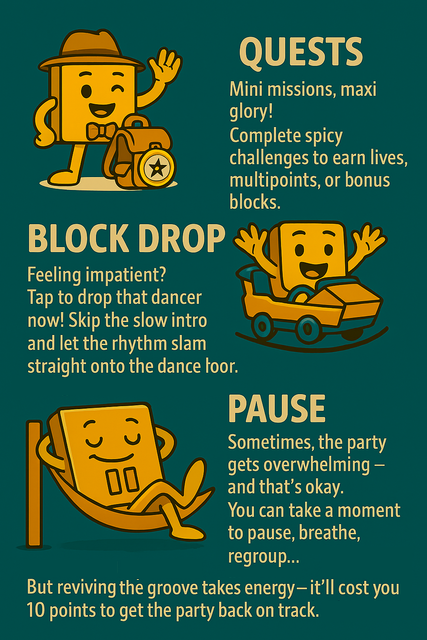 QUESTS
Mini missions, maxi
glory!
Complete spicy
challenges to earn lives,
multipoints, or bonus
blocks.
BLOCK DROP
Feeling impatient?
Tap to drop that dancer
now! Skip the slow intro
and let the rhythm slam
straight onto the dance loor.
PAUSE
Sometimes, the party
gets overwhelming –
and that's okay.
You can take a moment
to pause, breathe,
regroup...
But reviving the groove takes energy – it'll cost you
10 points to get the party back on track.